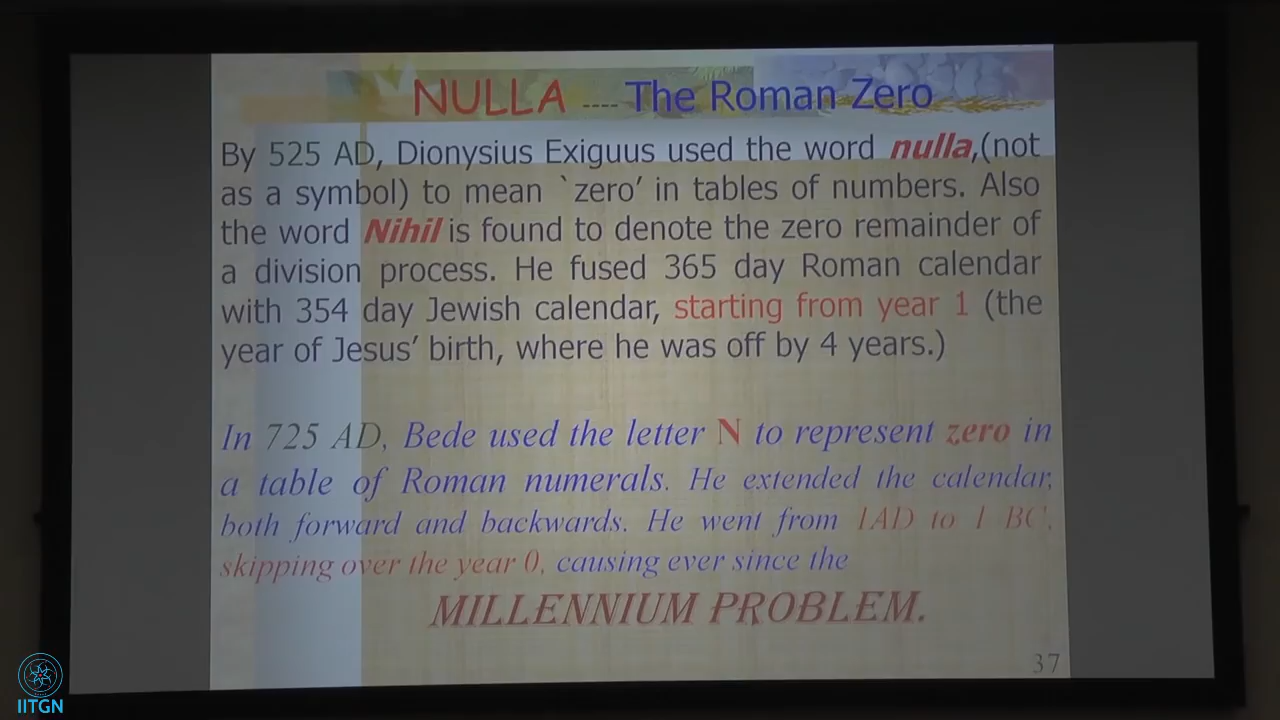 NULLA ---- The Roman Zero
By 525 AD, Dionysius Exiguus used the word nulla,(not
as a symbol) to mean `zero’ in tables of numbers. Also
the word Nihil is found to denote the zero remainder of
a division process. He fused 365 day Roman calendar
with 354 day Jewish calendar, starting from year 1 (the
year of Jesus’ birth, where he was off by 4 years.)
In 725 AD, Bede used the letter N to represent zero in
a table of Roman numerals. He extended the calendar,
both forward and backwards. He went from 1AD to 1 BC,
skipping over the year 0, causing ever since the
MILLENNIUM PROBLEM.
37
IITGN